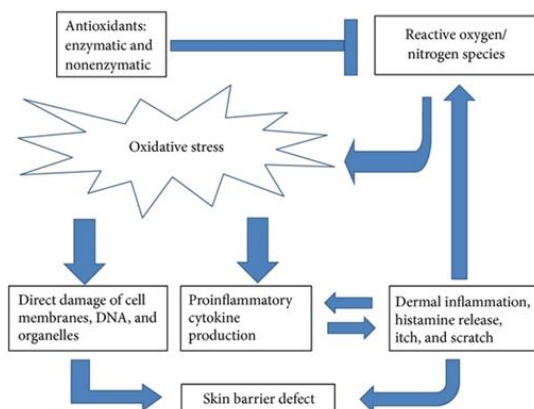 Antioxidants:
enzymatic and
nonenzymatic
Reactive oxygen/
nitrogen species
Oxidative stress
Direct damage of cell
membranes, DNA, and
organelles
Proinflammatory
cytokine
production
Dermal inflammation,
histamine release,
itch, and scratch
Skin barrier defect